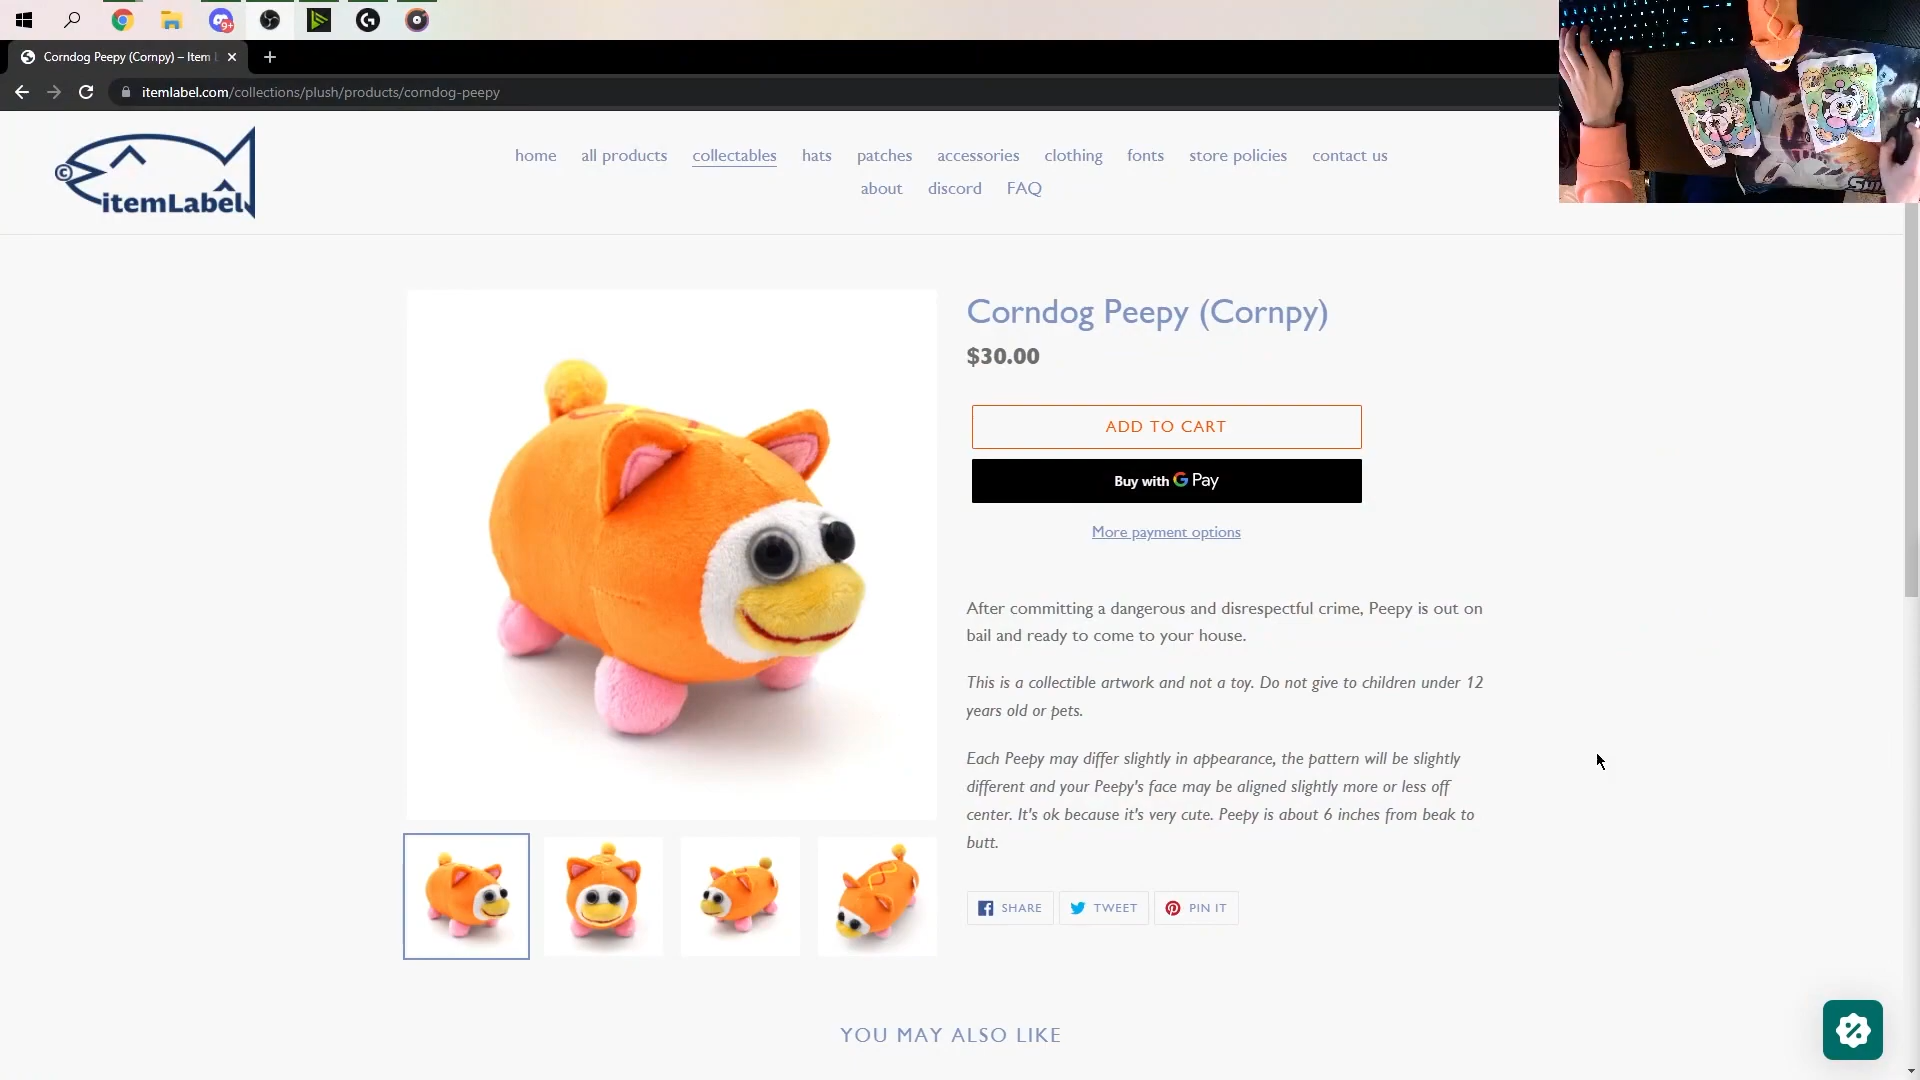 9+
Corndog Peepy (Cornpy) – Item L
itemlabel.com/collections/plush/products/corndog-peepy
©
itemLabel
home all products collectables hats patches accessories clothing fonts store policies contact us
about discord FAQ
Corndog Peepy (Cornpy)
$30.00
ADD TO CART
Buy with G Pay
More payment options
After committing a dangerous and disrespectful crime, Peepy is out on
bail and ready to come to your house.
This is a collectible artwork and not a toy. Do not give to children under 12
years old or pets.
Each Peepy may differ slightly in appearance, the pattern will be slightly
different and your Peepy's face may be aligned slightly more or less off
center. It's ok because it's very cute. Peepy is about 6 inches from beak to
butt.
SHARE TWEET PIN IT
YOU MAY ALSO LIKE